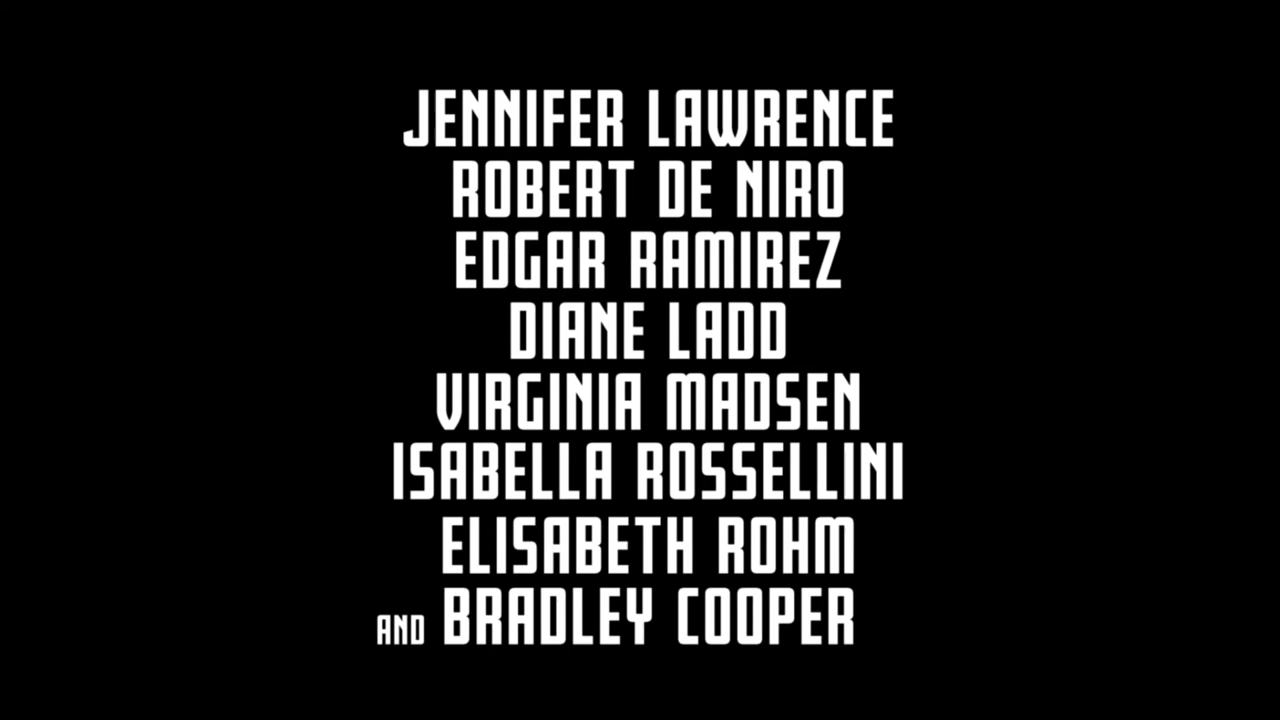 JENNIFER LAWRENCE
ROBERT DE NIRO
EDGAR RAMIREZ
DIANE LADD
VIRGINIA MADSEN
ISABELLA ROSSELLINI
ELISABETH ROHM
AND BRADLEY COOPER